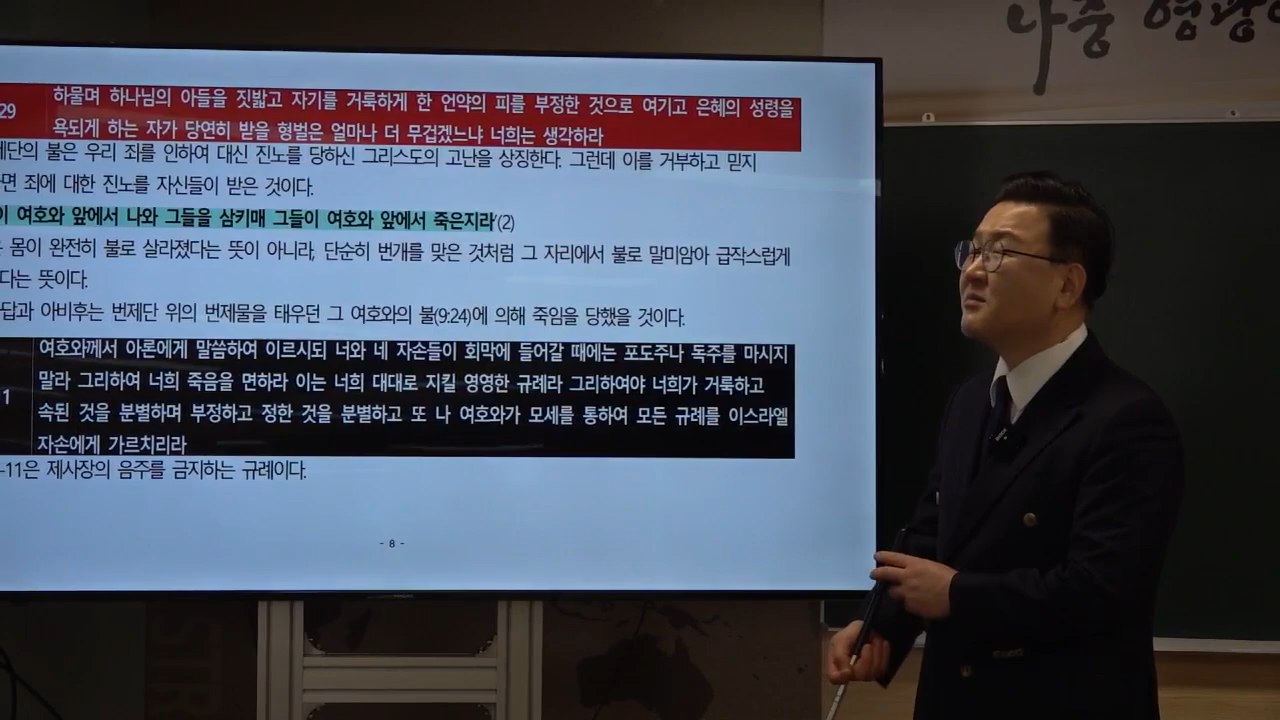 나중 영광이
29
하물며 하나님의 아들을 짓밟고 자기를 거룩하게 한 언약의 피를 부정한 것으로 여기고 은혜의 성령을
욕되게 하는 자가 당연히 받을 형벌은 얼마나 더 무겁겠느냐 너희는 생각하라
제단의 불은 우리 죄를 인하여 대신 진노를 당하신 그리스도의 고난을 상징한다. 그런데 이를 거부하고 믿지
면 죄에 대한 진노를 자신들이 받은 것이다.
이 여호와 앞에서 나와 그들을 삼키매 그들이 여호와 앞에서 죽은지라'(2)
몸이 완전히 불로 살라졌다는 뜻이 아니라, 단순히 번개를 맞은 것처럼 그 자리에서 불로 말미암아 급작스럽게
다는 뜻이다.
답과 아비후는 번제단 위의 번제물을 태우던 그 여호와의 불(9:24)에 의해 죽임을 당했을 것이다.
여호와께서 아론에게 말씀하여 이르시되 너와 네 자손들이 회막에 들어갈 때에는 포도주나 독주를 마시지
말라 그리하여 너희 죽음을 면하라 이는 너희 대대로 지킬 영영한 규례라 그리하여야 너희가 거룩하고
1
속된 것을 분별하며 부정하고 정한 것을 분별하고 또 나 여호와가 모세를 통하여 모든 규례를 이스라엘
자손에게 가르치리라
-11은 제사장의 음주를 금지하는 규례이다.
- 8 -